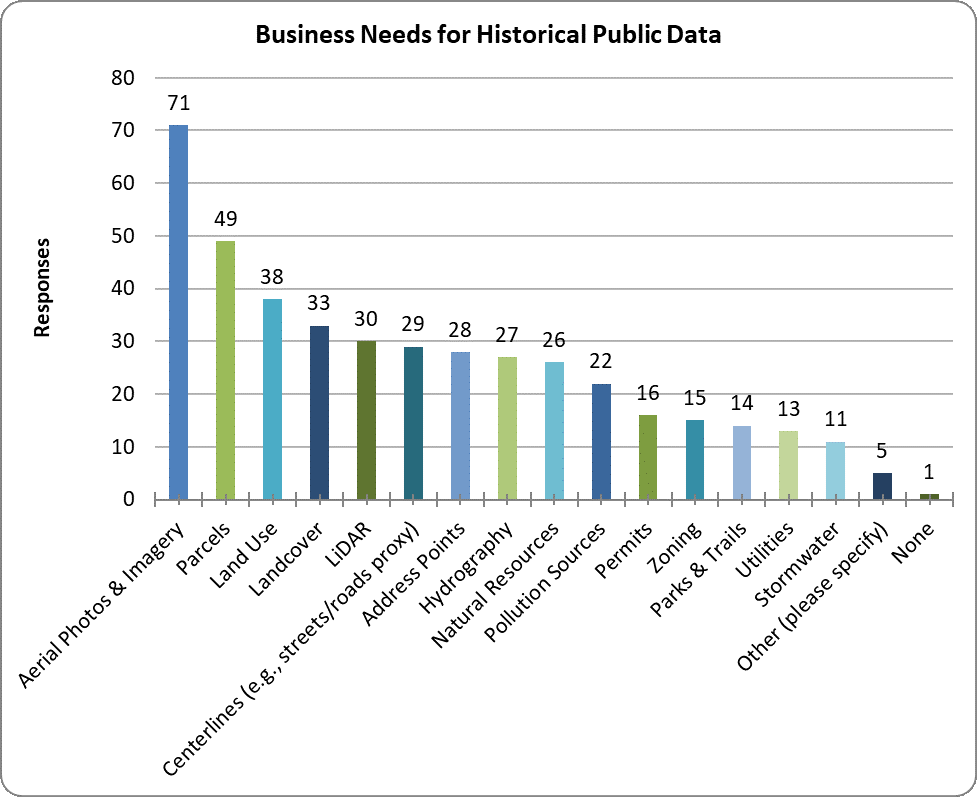 Business Needs for Historical Public Data
Responses
80
70
60
50
40
30
20
10
0
71
49
38
33
30
29
28
27
26
22
16
15
14
13
11
5
1
Aerial Photos & Imagery
Parcels
Land Use
Landcover
LiDAR
Centerlines (e.g., streets/roads proxy)
Address Points
Hydrography
Natural Resources
Pollution Sources
Permits
Zoning
Parks & Trails
Utilities
Stormwater
Other (please specify)
None